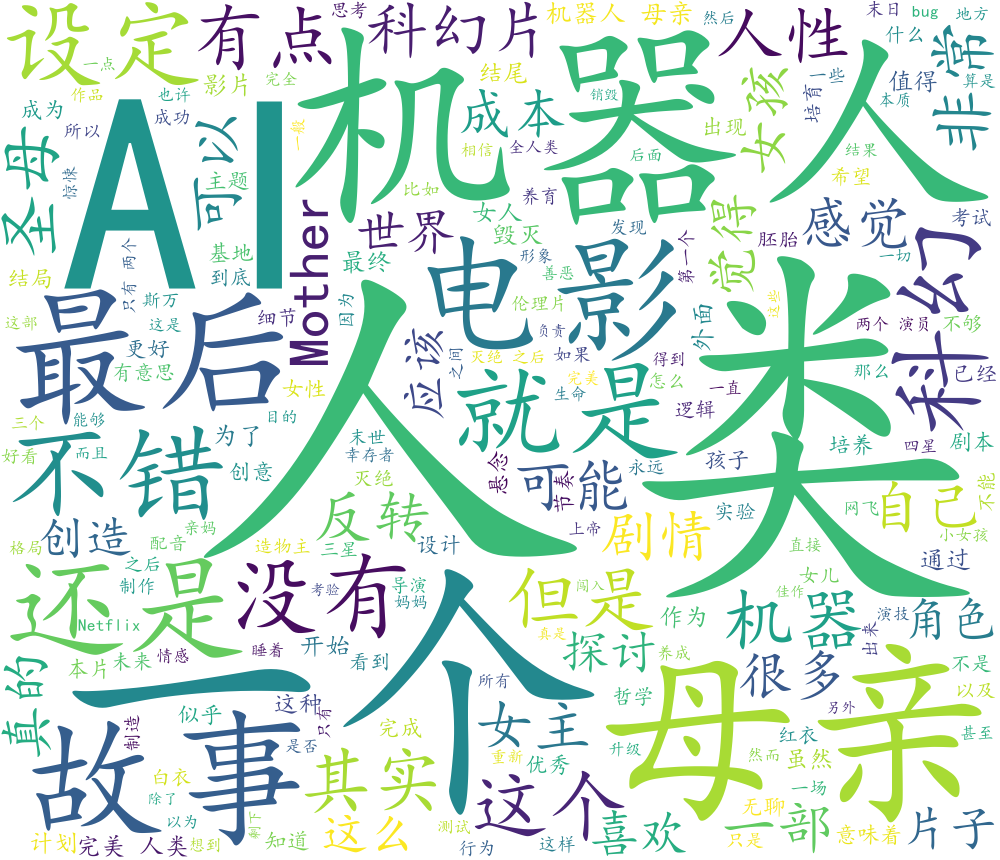 设定
有点
科幻片
机器人 母亲
思考
然后
末日
bug
地方
人性
什么
非常
影片
结尾
一点
完全
作品
也许
成为
成功
所以
圣母
惊悚
AI
可以
主题
一般
机器人
成本
相信
全人类
销毁
后面
出现
女孩
值得
一些
培育
本质
算是
结果
希望
比如
养育
Mother
世界
女人
毁灭
发现
形象
第一个
善恶
伦理片
胚胎
感觉
考试
一切
科幻
基地
到底
最终
两个
只有
结局
斯万
这部
这是
细节
因为
电影
觉得
这些
外面
两个 演员
不够
最后
更好
有意思
女性
应该
之间
负责
灭绝 之后
如果
得到
完美
怎么
生命
一直
那么
已经
人类
就是
逻辑
三个
能够
目的
好看
而且
为了
末世
幸存者
不错
创意
灭绝
悬念
节奏
可能
永远
孩子
培养
四星
剧本
自己
不能
网飞
小女孩
创造
格局
亲妈
配音
反转
造物主
三星
设计
上帝
剧情
实验
直接
通过
大
之后
制作
没有
考验
导演
妈妈
但是
闯入
真是
作为
女儿
佳作
机器
演技
出来
角色
还是
Netflix
本片
未来
情感
睡着
开始
看到
一个
探讨
养成
很多
不是
以及
真的
似乎
这种
只有
所有
女主
哲学
母亲
另外
甚至
故事
制造
是否
完成
优秀
升级
红衣
然而
虽然
其实
重新
这个
白衣
除了
以为
剩下
知道
这么
测试
行为
这样
喜欢
无聊
一场
一部
只是
意味着
片子
计划
完美 人类
想到